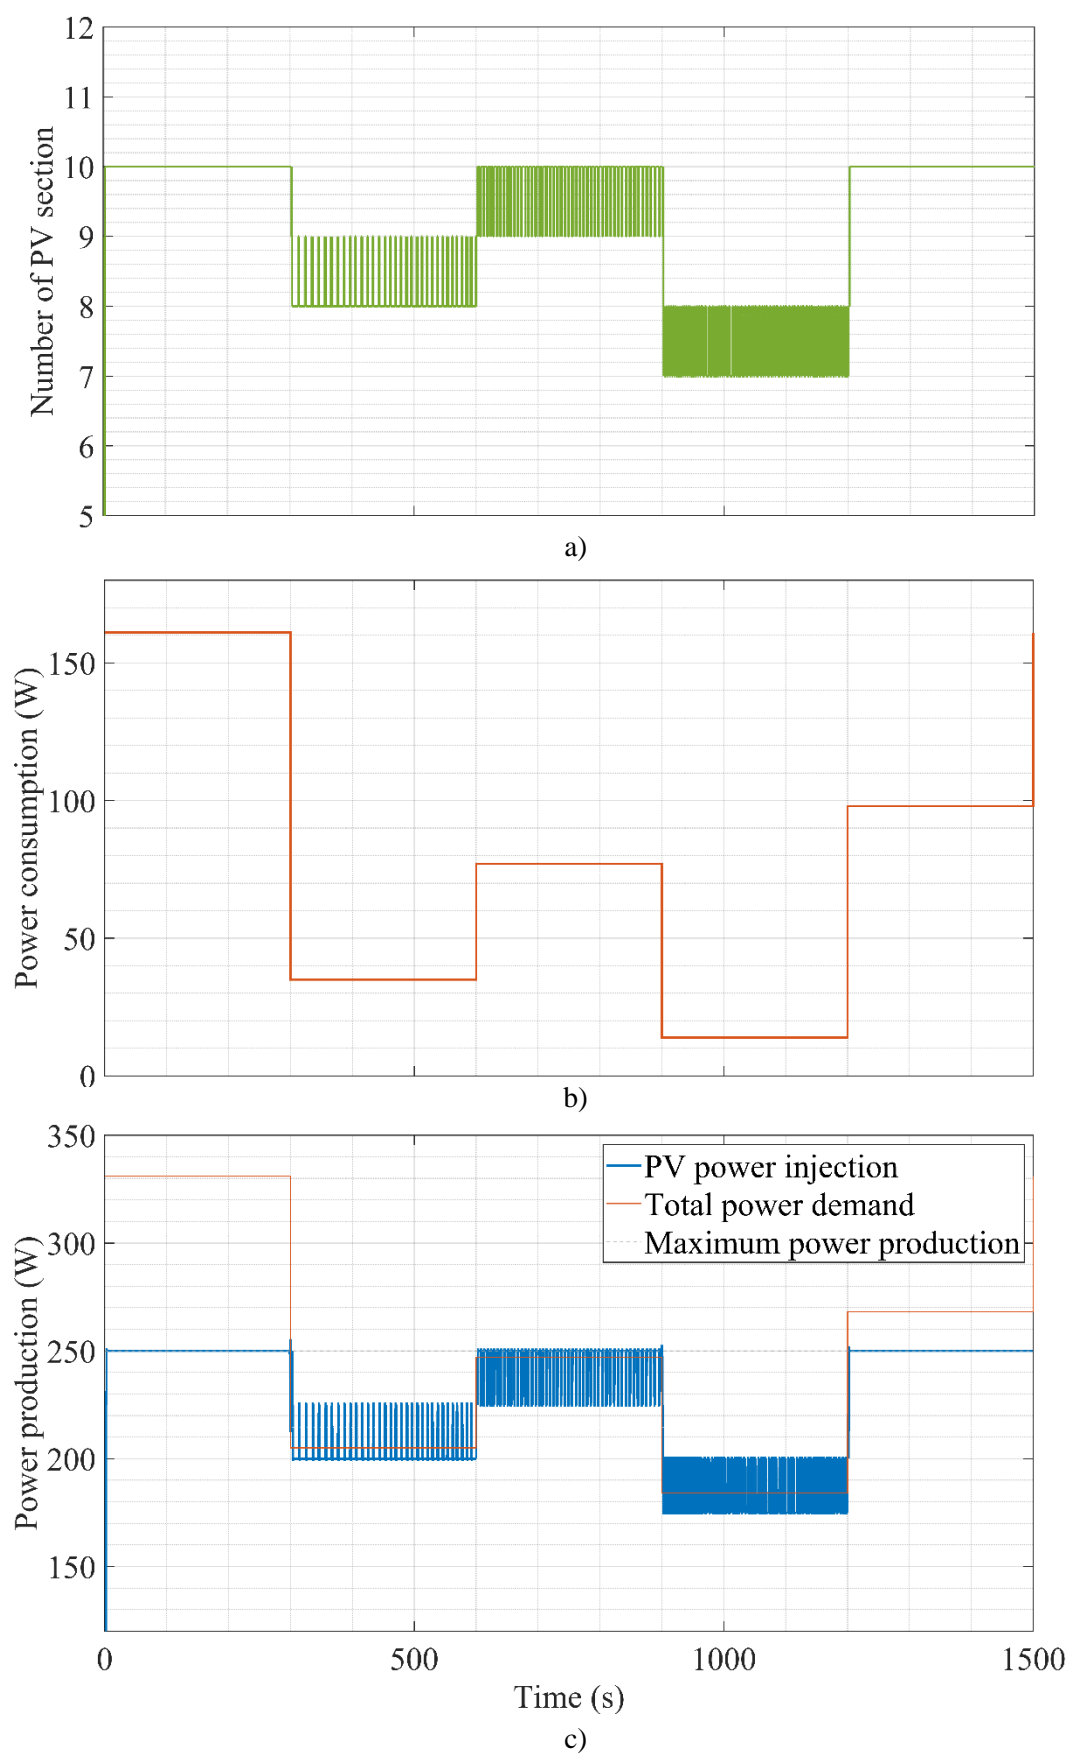 12
11
10
9
8
7
6
5
Number of PV section
a)
150
100
50
0
Power consumption (W)
b)
350
300
250
200
150
Power production (W)
PV power injection
Total power demand
Maximum power production
0 500 1000 1500
Time (s)
c)